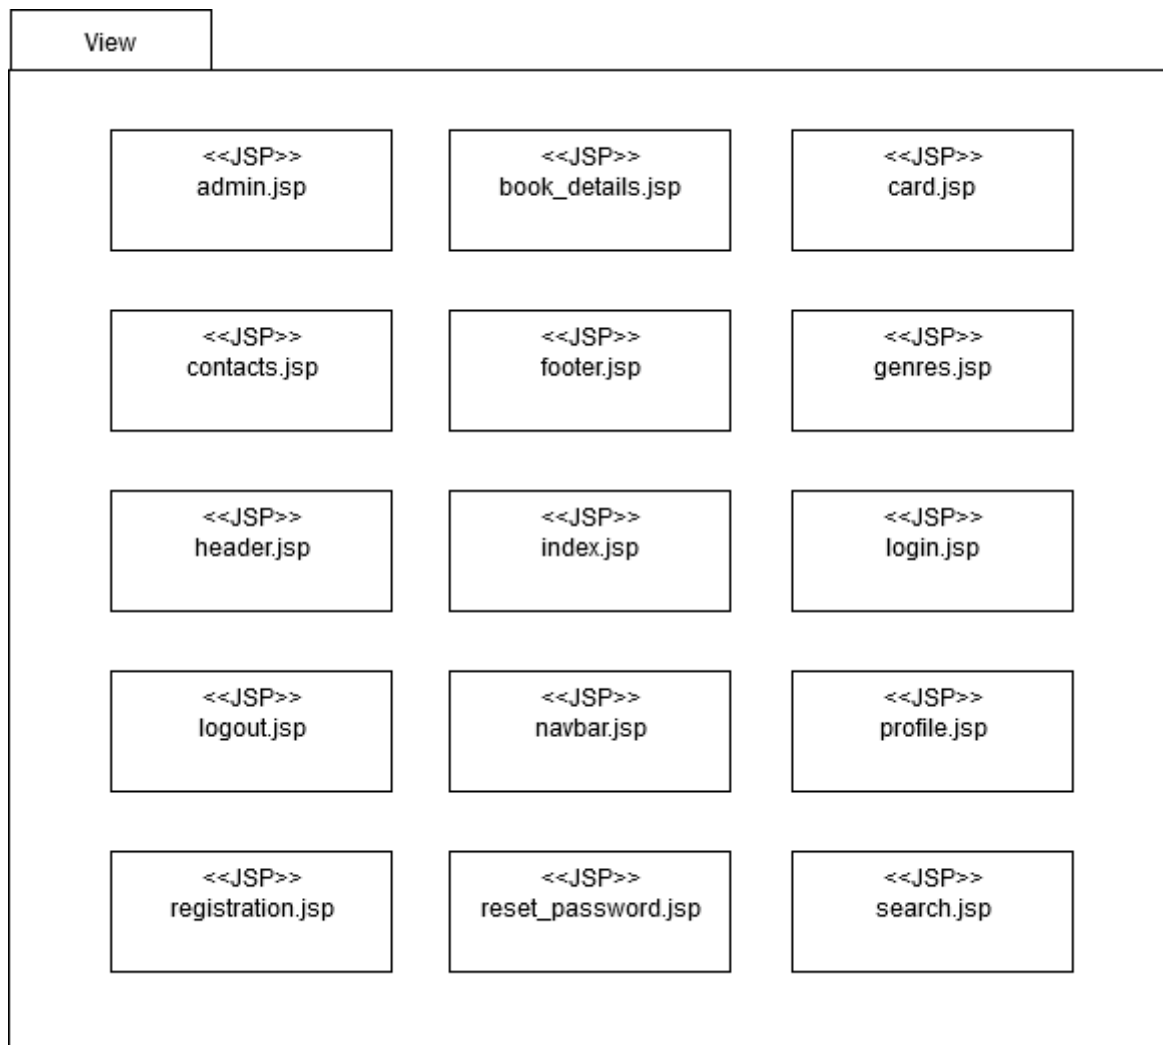 View
<<JSP>>
admin.jsp
<<JSP>>
book_details.jsp
<<JSP>>
card.jsp
<<JSP>>
contacts.jsp
<<JSP>>
footer.jsp
<<JSP>>
genres.jsp
<<JSP>>
header.jsp
<<JSP>>
index.jsp
<<JSP>>
login.jsp
<<JSP>>
logout.jsp
<<JSP>>
navbar.jsp
<<JSP>>
profile.jsp
<<JSP>>
registration.jsp
<<JSP>>
reset_password.jsp
<<JSP>>
search.jsp